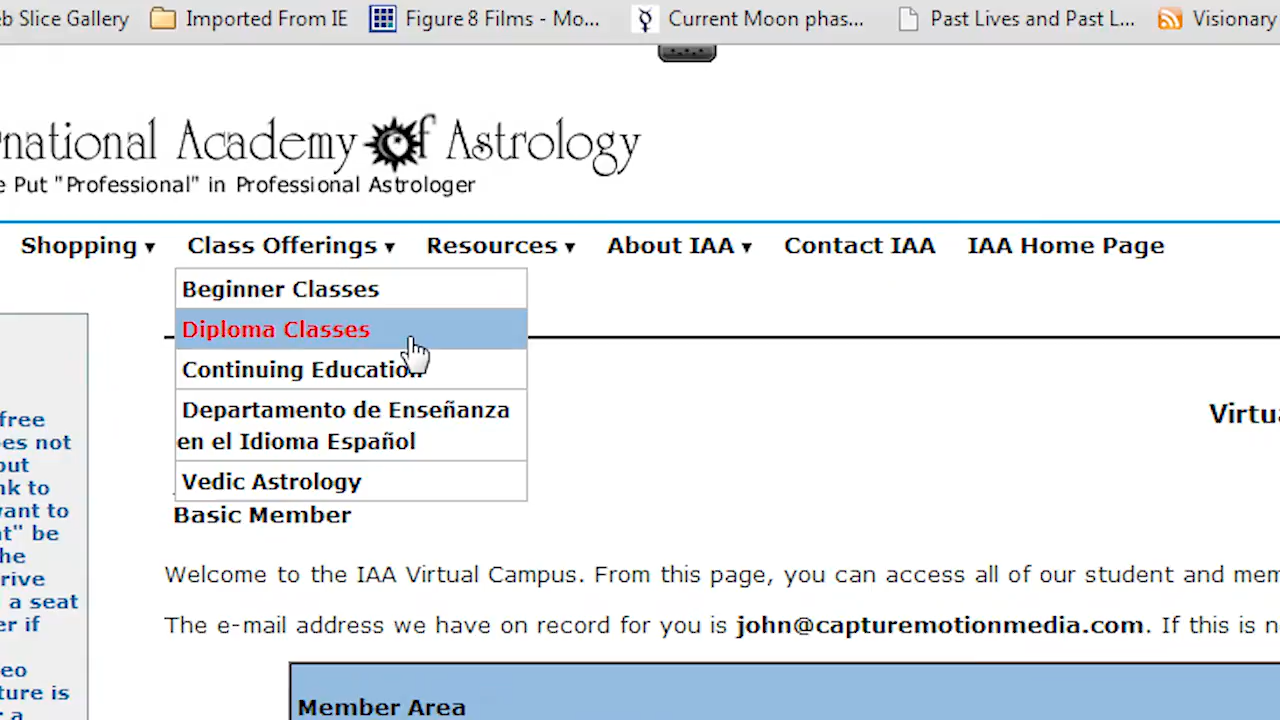 b Slice Gallery Imported From IE Figure 8 Films - Mo... Current Moon phas... Past Lives and Past L... Visionary
rnational Academy Of Astrology
e Put "Professional" in Professional Astrologer
Shopping ▾ Class Offerings ▾ Resources ▾ About IAA ▾ Contact IAA IAA Home Page
Beginner Classes
Diploma Classes
Continuing Education
Departamento de Enseñanza
en el Idioma Español
Vedic Astrology
free
es not
out
nk to
ant to
t" be
he
rive
a seat
er if
eo
ture is
r a
Virtua
Basic Member
Welcome to the IAA Virtual Campus. From this page, you can access all of our student and mem
The e-mail address we have on record for you is john@capturemotionmedia.com. If this is n
Member Area